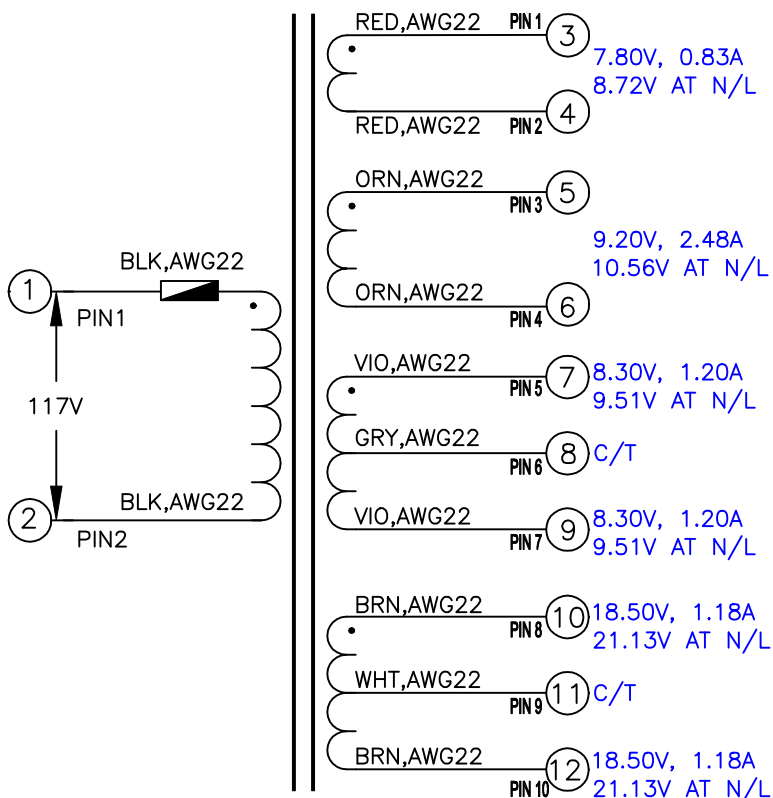 RED,AWG22 PIN 1 3
7.80V, 0.83A
8.72V AT N/L
RED,AWG22 PIN 2 4
ORN,AWG22 PIN 3 5
9.20V, 2.48A
10.56V AT N/L
ORN,AWG22 PIN 4 6
BLK,AWG22
1 PIN1
117V
BLK,AWG22
2 PIN2
VIO,AWG22 PIN 5 7 8.30V, 1.20A
9.51V AT N/L
GRY,AWG22 PIN 6 8 C/T
VIO,AWG22 PIN 7 9 8.30V, 1.20A
9.51V AT N/L
BRN,AWG22 PIN 8 10 18.50V, 1.18A
21.13V AT N/L
WHT,AWG22 PIN 9 11 C/T
BRN,AWG22 PIN 10 12 18.50V, 1.18A
21.13V AT N/L